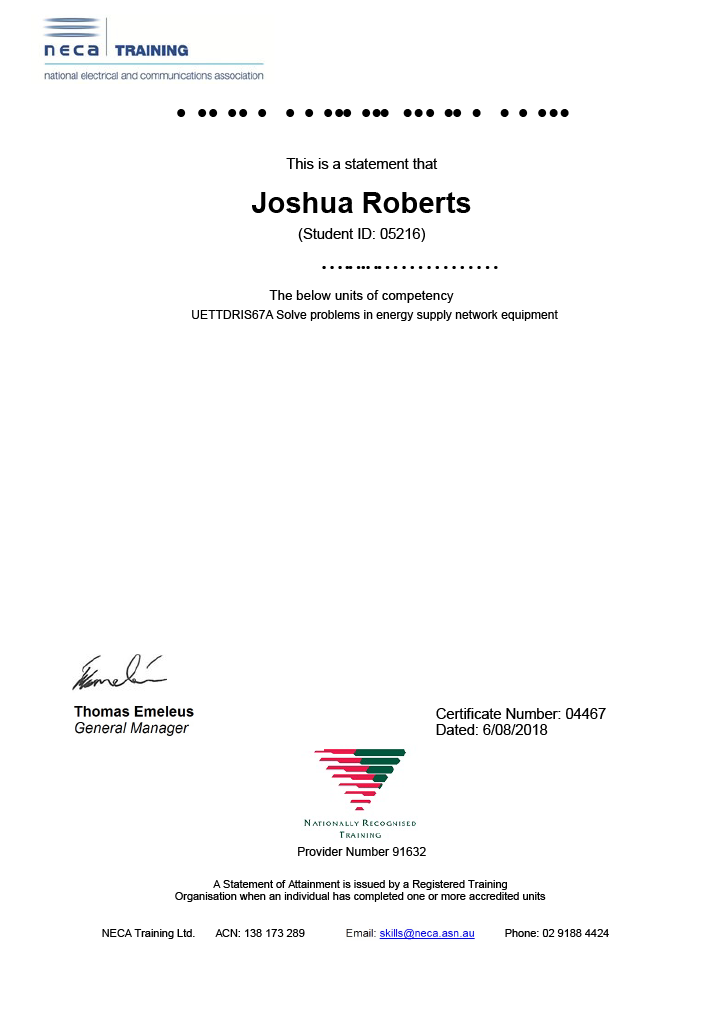 neca TRAINING
national electrical and communications association
This is a statement that
Joshua Roberts
(Student ID: 05216)
The below units of competency
UETTDRIS67A Solve problems in energy supply network equipment
Thomas Emeleus
General Manager
Certificate Number: 04467
Dated: 6/08/2018
NATIONALLY RECOGNISED
TRAINING
Provider Number 91632
A Statement of Attainment is issued by a Registered Training
Organisation when an individual has completed one or more accredited units
NECA Training Ltd. ACN: 138 173 289 Email: skills@neca.asn.au Phone: 02 9188 4424